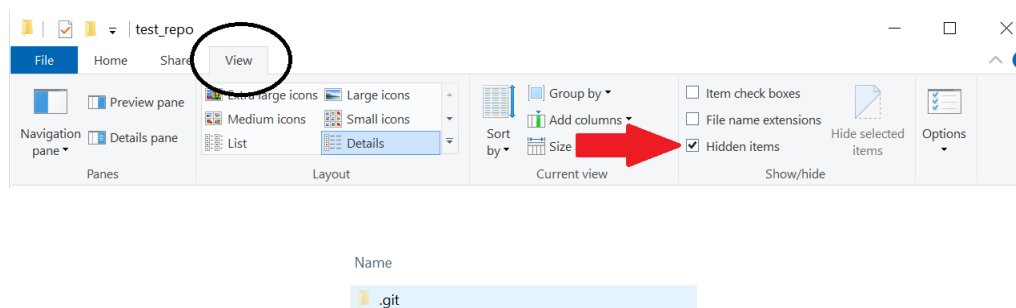 test_repo
File Home Share View
Extra large icons Large icons Group by Item check boxes
Preview pane Medium icons Small icons Add columns File name extensions
Navigation pane Details pane List Details Sort by Size Hidden items Hide selected items Options
Panes Layout Current view Show/hide
Name
.git